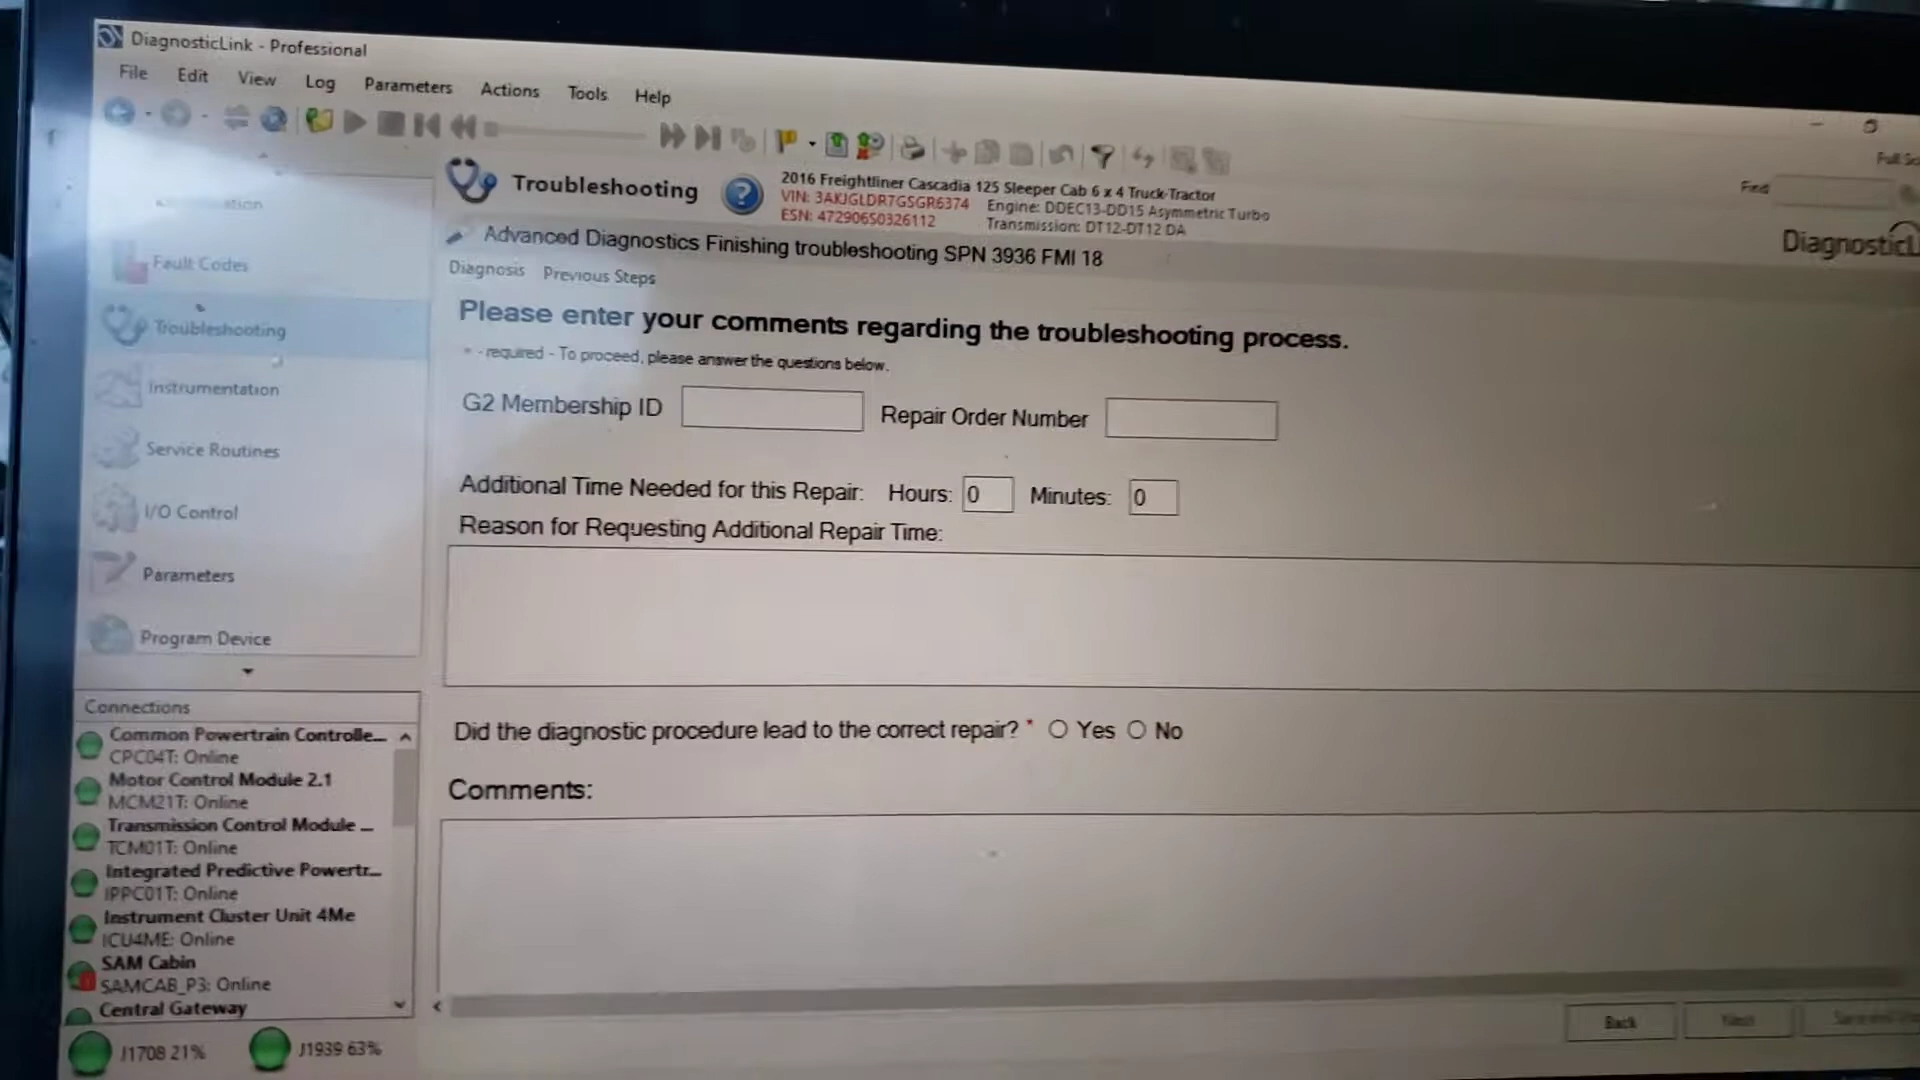 DiagnosticLink - Professional
File Edit View Log Parameters Actions Tools Help
Full Sc
Find
Troubleshooting
2016 Freightliner Cascadia 125 Sleeper Cab 6 x 4 Truck-Tractor
VIN: 3AKJGLDR7GSGR6374 Engine: DDEC13-DD15 Asymmetric Turbo
ESN: 472906S0326112 Transmission: DT12-DT12 DA
DiagnosticL
Advanced Diagnostics Finishing troubleshooting SPN 3936 FMI 18
Diagnosis Previous Steps
Fault Codes
Troubleshooting
Instrumentation
Service Routines
I/O Control
Parameters
Program Device
Please enter your comments regarding the troubleshooting process.
* - required - To proceed, please answer the questions below.
G2 Membership ID Repair Order Number
Additional Time Needed for this Repair: Hours: 0 Minutes: 0
Reason for Requesting Additional Repair Time:
Did the diagnostic procedure lead to the correct repair? * Yes No
Comments:
Connections
Common Powertrain Controlle...
CPC04T: Online
Motor Control Module 2.1
MCM21T: Online
Transmission Control Module ...
TCM01T: Online
Integrated Predictive Powertr...
IPPC01T: Online
Instrument Cluster Unit 4Me
ICU4ME: Online
SAM Cabin
SAMCAB_P3: Online
Central Gateway
J1708 21% J1939 63%
Back Next